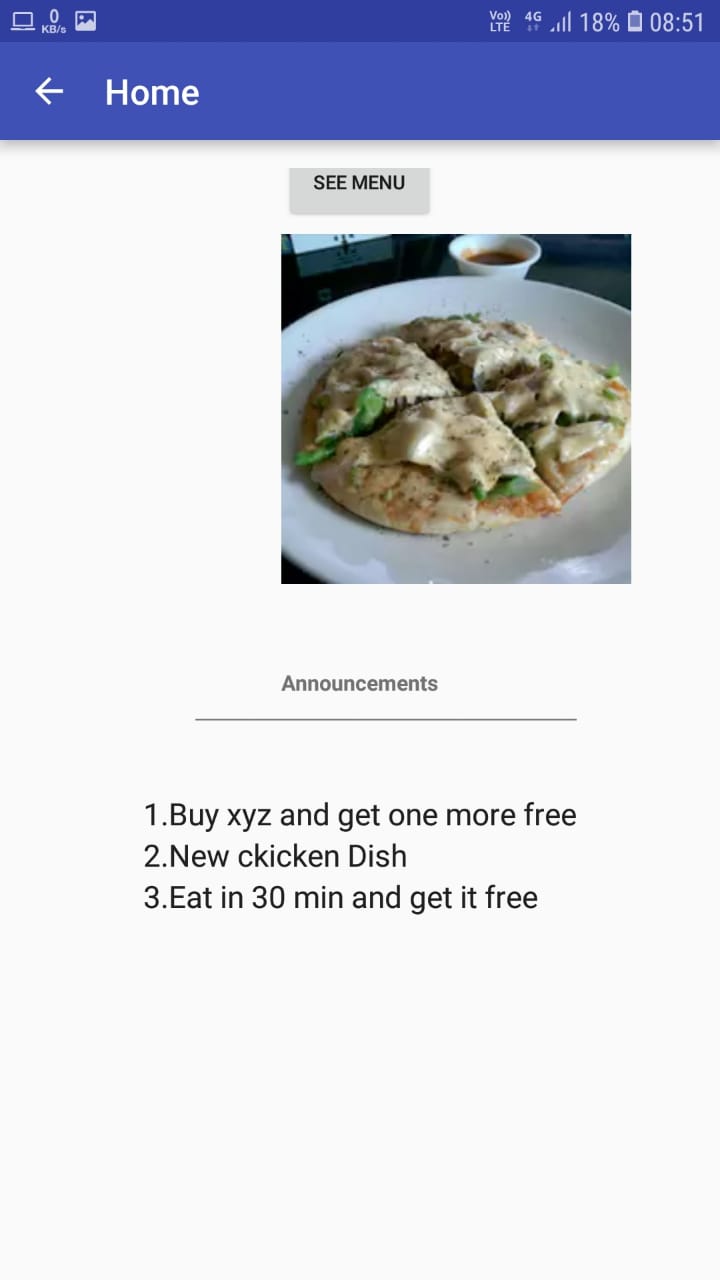 0
KB/s
Vo))
LTE
4G
18%
08:51
Home
SEE MENU
Announcements
1.Buy xyz and get one more free
2.New ckicken Dish
3.Eat in 30 min and get it free